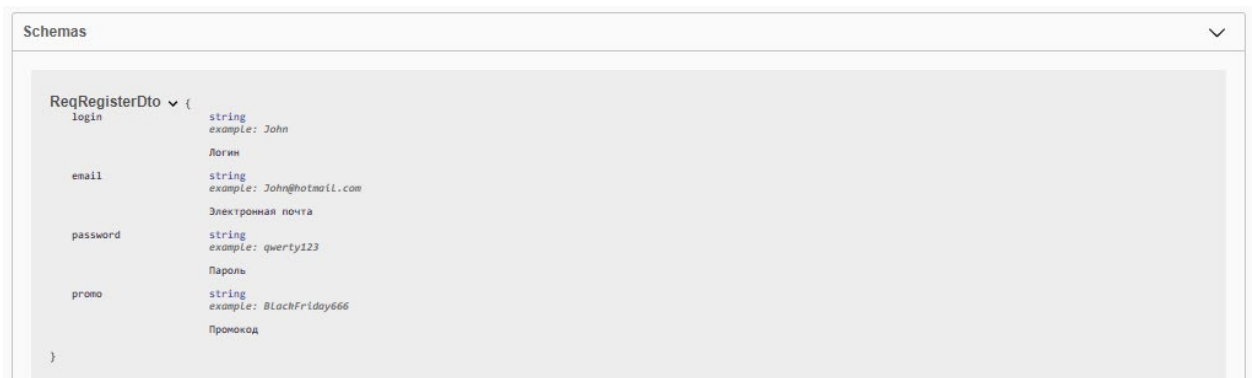 Schemas
ReqRegisterDto {
login string
example: John
Логин
email string
example: John@hotmail.com
Электронная почта
password string
example: qwerty123
Пароль
promo string
example: BlackFriday666
Промокод
}